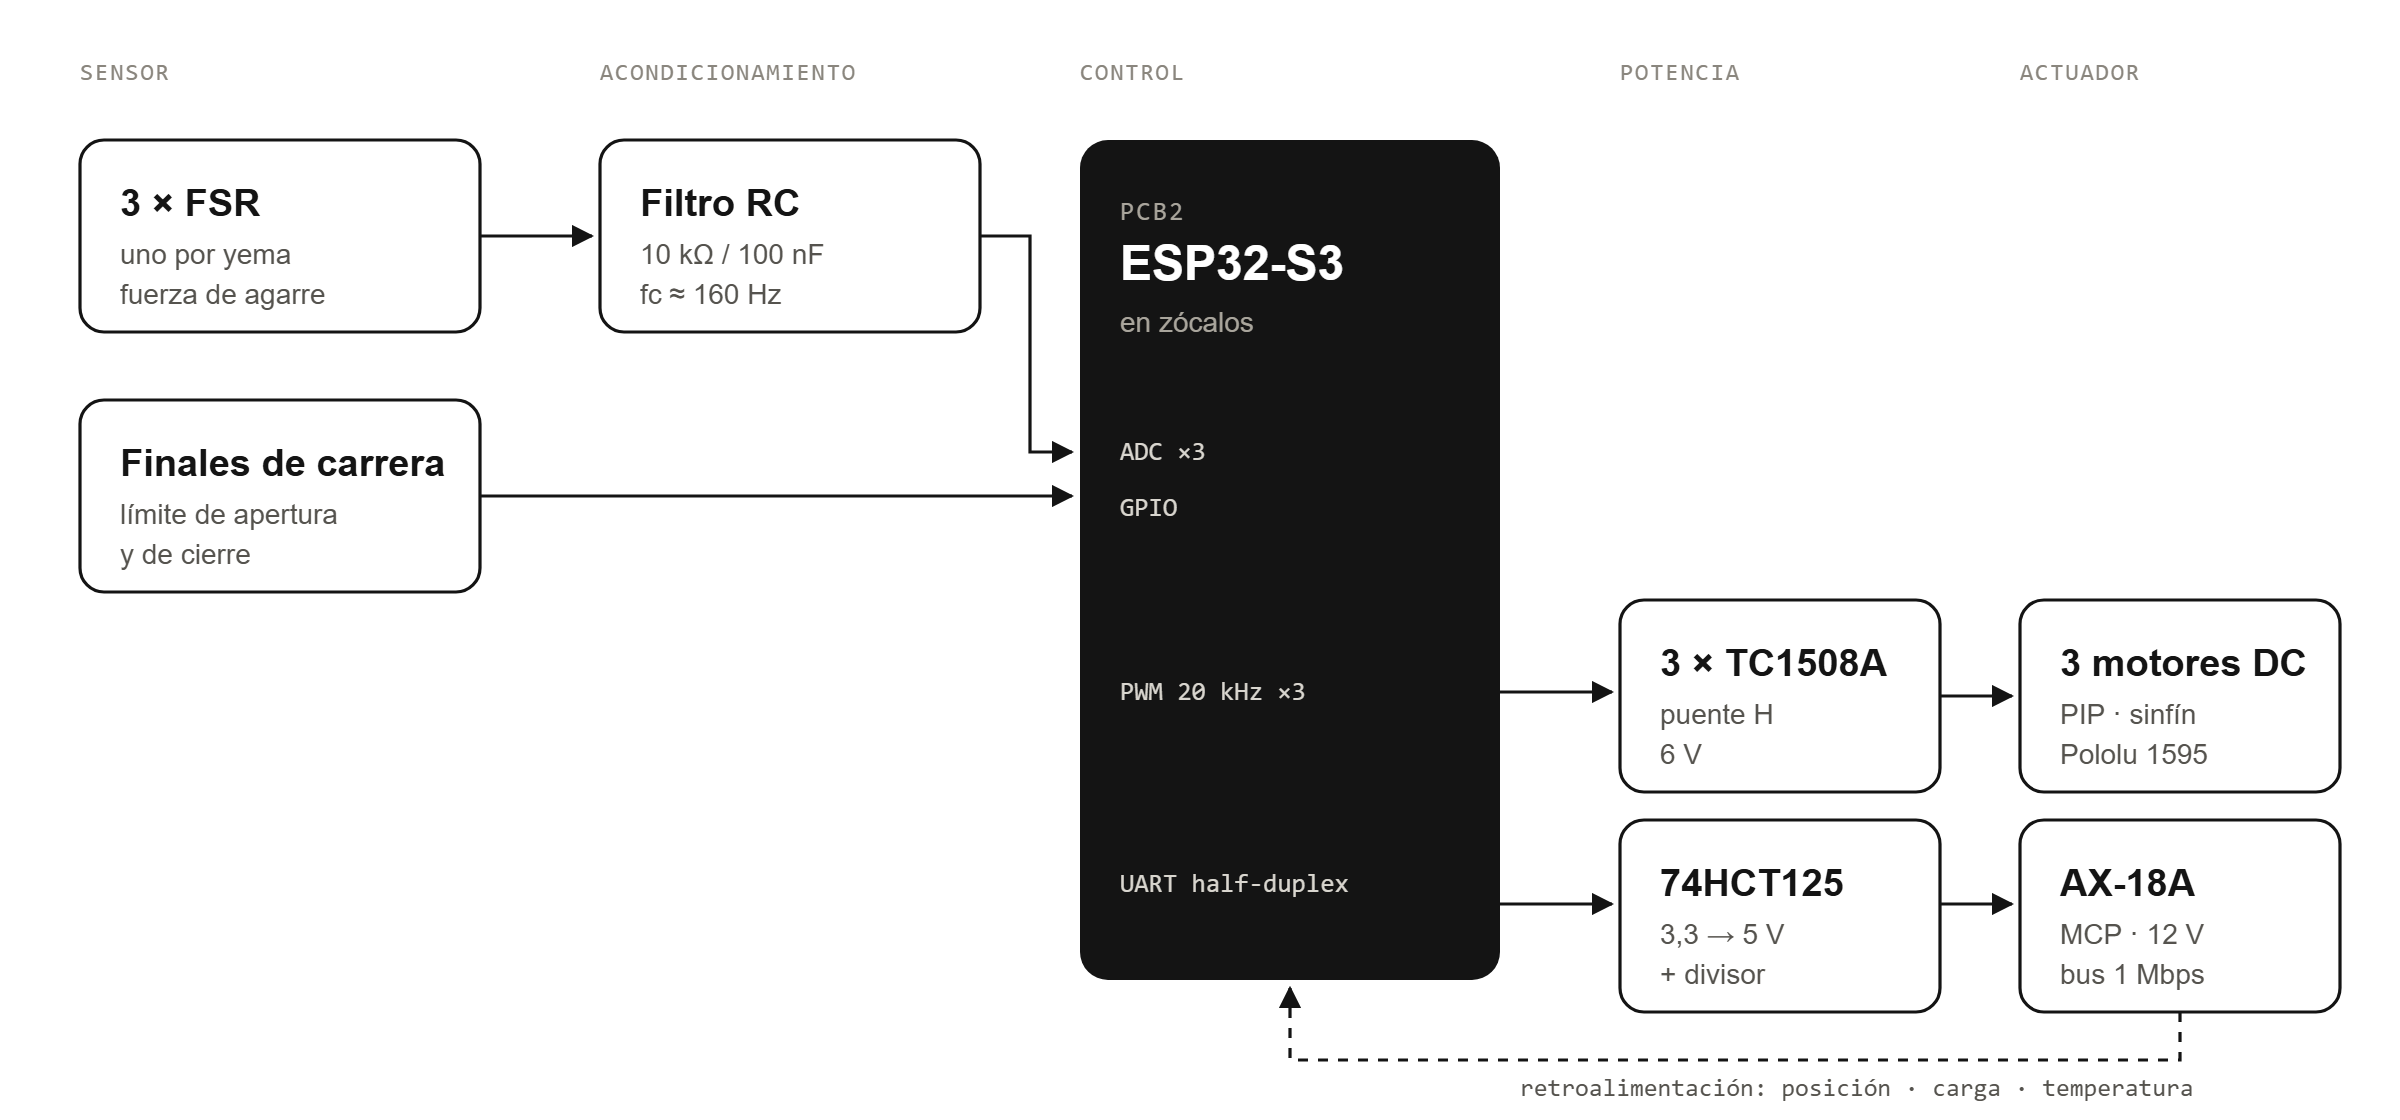 SENSOR
ACONDICIONAMIENTO
CONTROL
POTENCIA
ACTUADOR
3 × FSR
uno por yema
fuerza de agarre
Filtro RC
10 kΩ / 100 nF
fc ≈ 160 Hz
Finales de carrera
límite de apertura
y de cierre
PCB2
ESP32-S3
en zócalos
ADC ×3
GPIO
PWM 20 kHz ×3
UART half-duplex
3 × TC1508A
puente H
6 V
3 motores DC
PIP · sinfín
Pololu 1595
74HCT125
3,3 → 5 V
+ divisor
AX-18A
MCP · 12 V
bus 1 Mbps
retroalimentación: posición · carga · temperatura